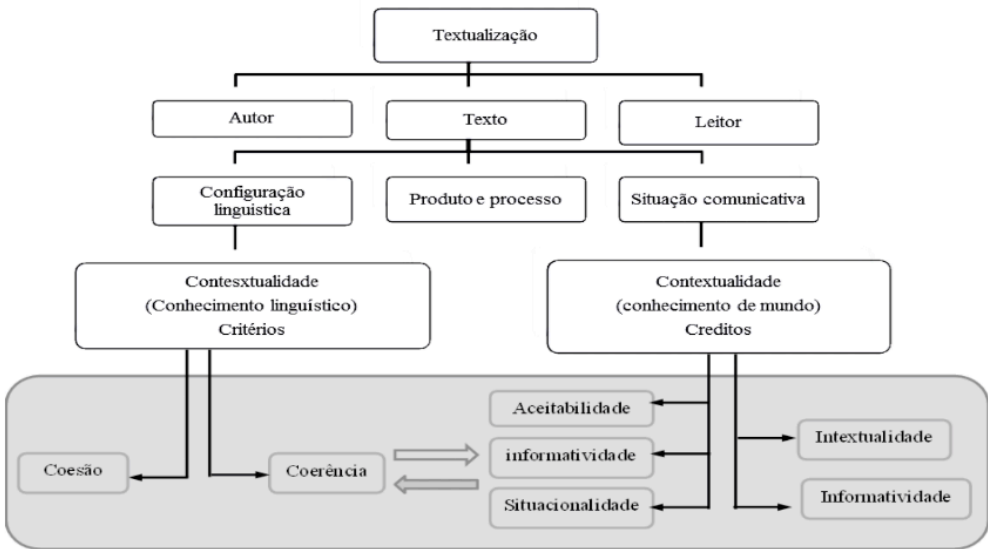 Textualização
Autor
Texto
Leitor
Configuração
linguistica
Produto e processo
Situação comunicativa
Contesxtualidade
(Conhecimento linguístico)
Critérios
Contextualidade
(conhecimento de mundo)
Creditos
Aceitabilidade
Intextualidade
informatividade
Coesão
Coerência
Situacionalidade
Informatividade